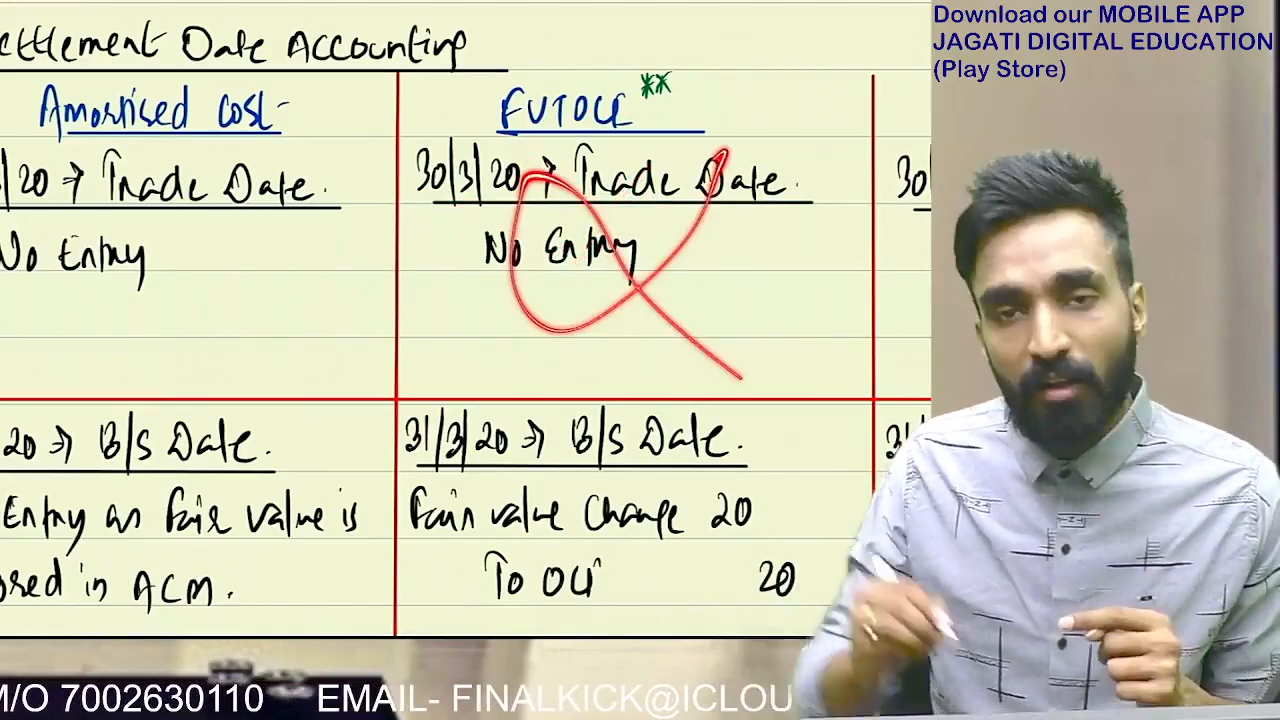 Download our MOBILE APP
JAGATI DIGITAL EDUCATION
(Play Store)
ettlement Date Accounting
Amortised Cost
FVTOCI **
/20 → Trade Date.
30/3/20 → Trade Date.
30
No Entry
No Entry
20 → B/S Date.
31/3/20 → B/S Date.
31/
Entry as fair value is
Fair value Change 20
ored in ACM.
To OCI 20
M/O 7002630110 EMAIL- FINALKICK@ICLOU